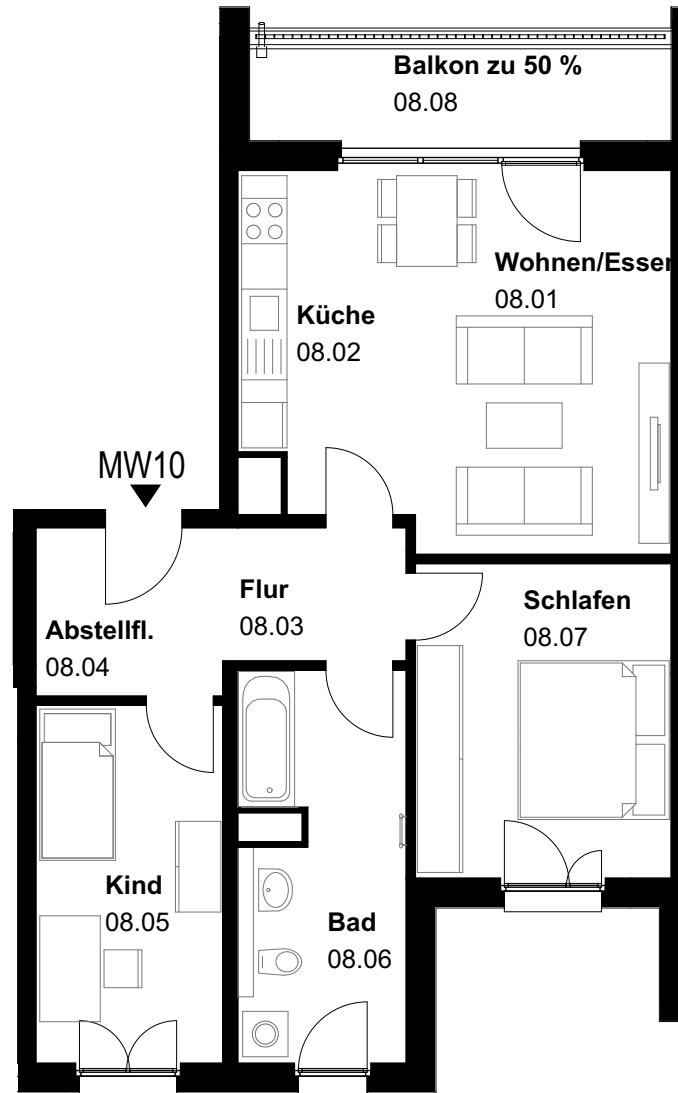 Balkon zu 50 %
08.08
Wohnen/Essen
08.01
Küche
08.02
MW10
Flur
08.03
Abstellfl.
08.04
Schlafen
08.07
Kind
08.05
Bad
08.06